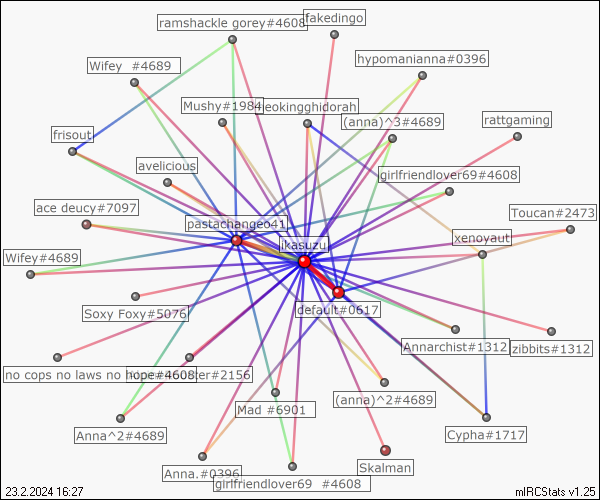 ramshackle gorey#4608
fakedingo
hypomanianna#0396
Wifey #4689
Mushy#1984
neokingghidorah
(anna)^3#4689
rattgaming
frisout
avelicious
girlfriendlover69#4608
ace deucy#7097
pastachangeo41
Toucan#2473
xenoyaut
ikasuzu
Wifey#4689
Soxy Foxy#5076
default#0617
Annarchist#1312
zibbits#1312
no cops no laws no hope#4608
ter#2156
Mad #6901
(anna)^2#4689
Anna^2#4689
Cypha#1717
Anna.#0396
girlfriendlover69 #4608
Skalman
23.2.2024 16:27
mIRCStats v1.25